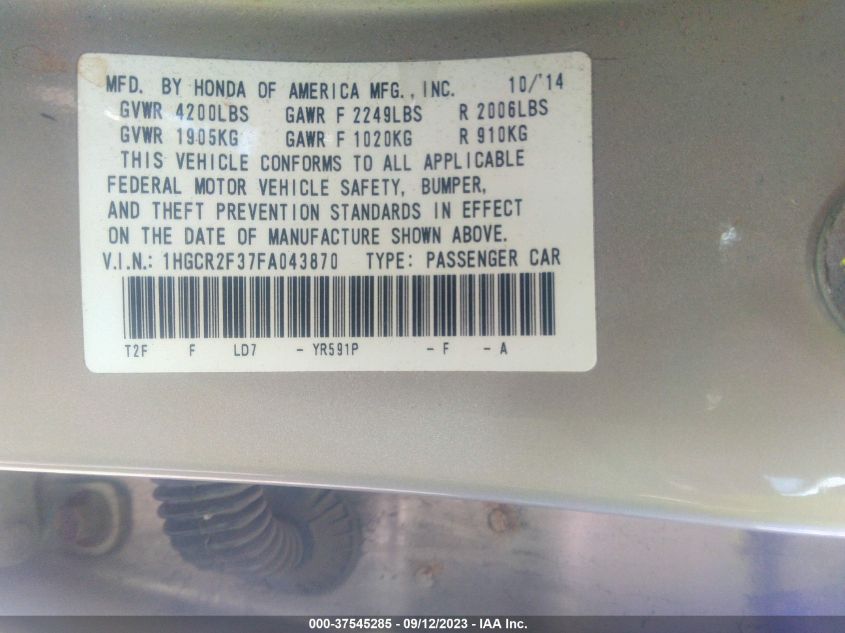 MFD. BY HONDA OF AMERICA MFG., INC. 10/'14
GVWR 4200LBS GAWR F 2249LBS R 2006LBS
GVWR 1905KG GAWR F 1020KG R 910KG
THIS VEHICLE CONFORMS TO ALL APPLICABLE
FEDERAL MOTOR VEHICLE SAFETY, BUMPER,
AND THEFT PREVENTION STANDARDS IN EFFECT
ON THE DATE OF MANUFACTURE SHOWN ABOVE.
V.I.N.: 1HGCR2F37FA043870 TYPE: PASSENGER CAR
T2F F LD7 - YR591P - F - A
000-37545285 - 09/12/2023 - IAA Inc.